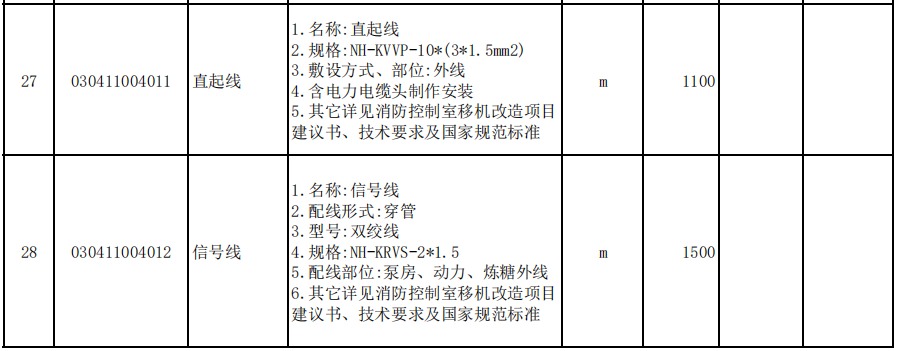 27
030411004011
直起线
1.名称:直起线
2.规格:NH-KVVP-10*(3*1.5mm2)
3.敷设方式、部位:外线
4.含电力电缆头制作安装
5.其它详见消防控制室移机改造项目
建议书、技术要求及国家规范标准
m
1100
28
030411004012
信号线
1.名称:信号线
2.配线形式:穿管
3.型号:双绞线
4.规格:NH-KRVS-2*1.5
5.配线部位:泵房、动力、炼糖外线
6.其它详见消防控制室移机改造项目
建议书、技术要求及国家规范标准
m
1500